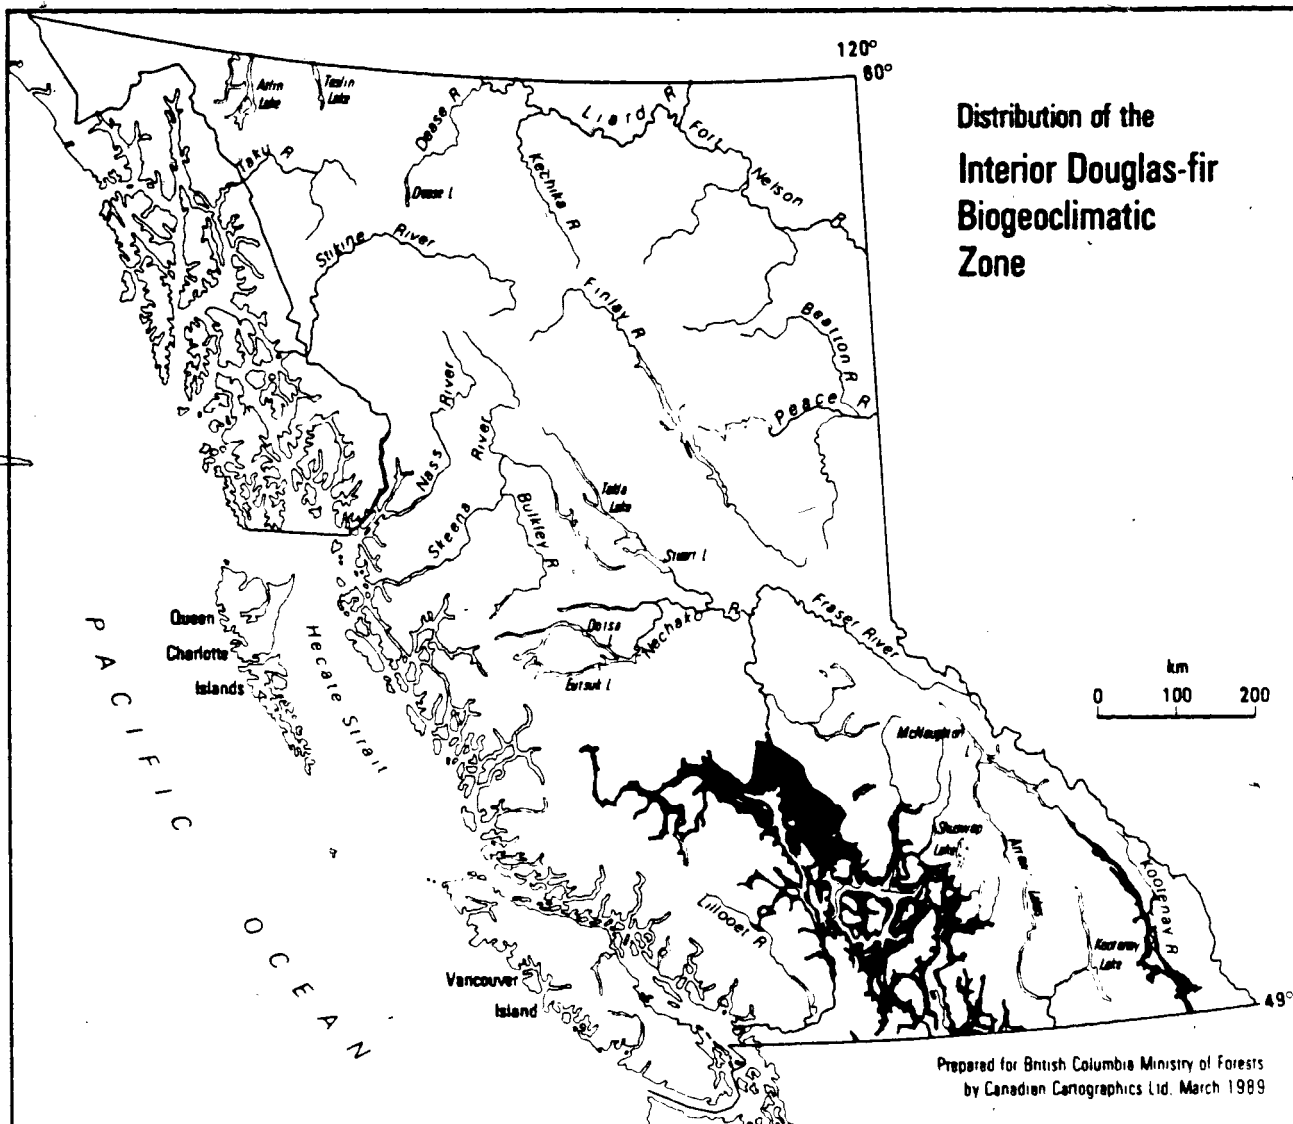 120°
60°
Distribution of the
Interior Douglas-fir
Biogeoclimatic
Zone
Atlin
Lake
Teslin
Lake
Taku R
Dease R
Dease L
Liard R
Fort Nelson R
Kechika R
Stikine River
Finlay R
Beatton R
Peace R
Nass River
Skeena River
Bulkley R
Takla
Lake
Stuart L
Nechako R
Ootsa
Eutsuk L
Fraser River
Queen
Charlotte
Islands
Hecate Strait
PACIFIC OCEAN
km
0 100 200
McNaughton
L
Shuswap
Lake
Arrow Lakes
Kootenay R
Kootenay
Lake
Lillooet R
Vancouver
Island
49°
Prepared for British Columbia Ministry of Forests
by Canadian Cartographics Ltd. March 1989